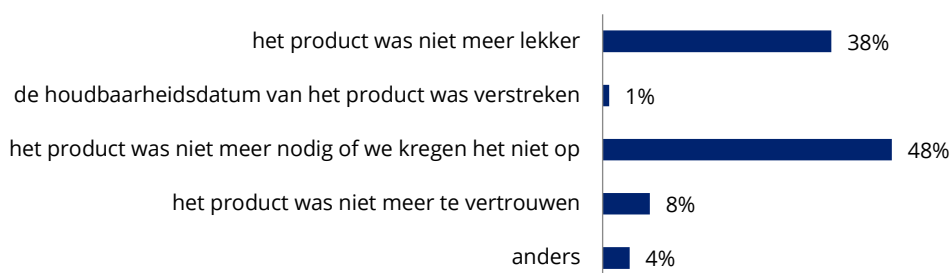 het product was niet meer lekker 38%
de houdbaarheidsdatum van het product was verstreken 1%
het product was niet meer nodig of we kregen het niet op 48%
het product was niet meer te vertrouwen 8%
anders 4%